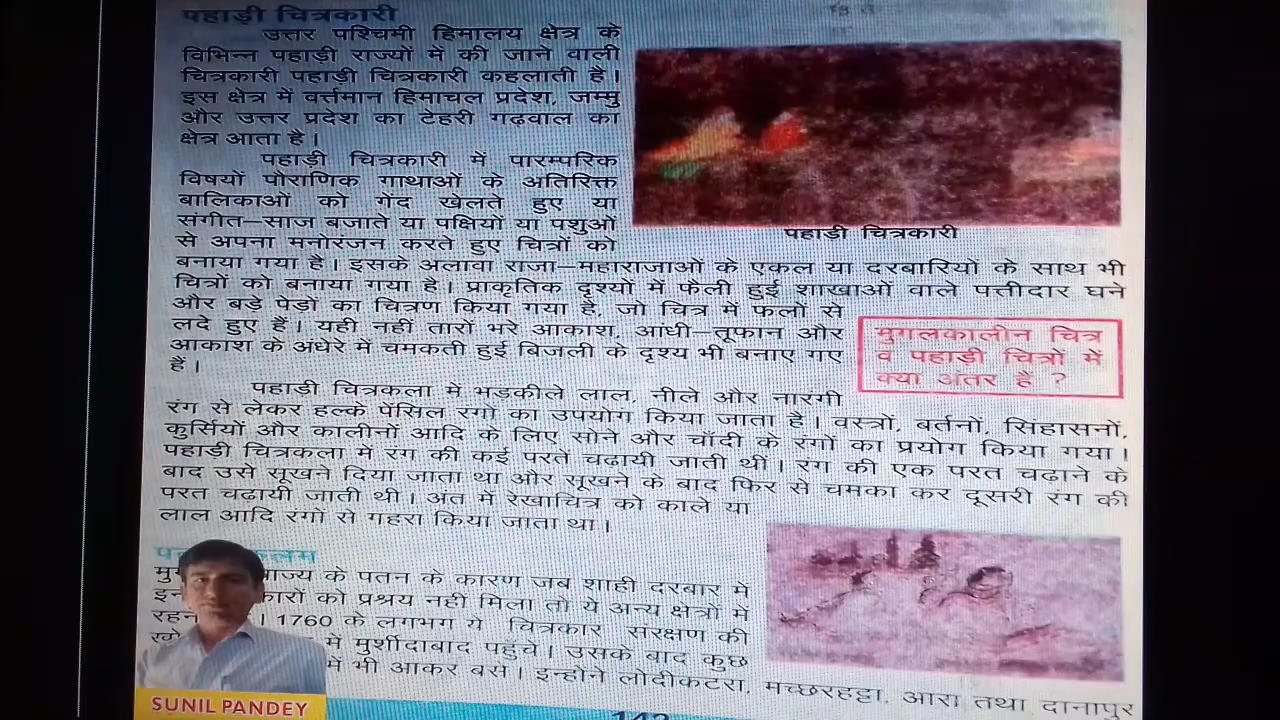 पहाड़ी चित्रकारी
उत्तर पश्चिमी हिमालय क्षेत्र के
विभिन्न पहाड़ी राज्यों में की जाने वाली
चित्रकारी पहाड़ी चित्रकारी कहलाती है।
इस क्षेत्र में वर्त्तमान हिमाचल प्रदेश, जम्मु
और उत्तर प्रदेश का टेहरी गढ़वाल का
क्षेत्र आता है।
पहाड़ी चित्रकारी में पारम्परिक
विषयों पौराणिक गाथाओं के अतिरिक्त
बालिकाओं को गेंद खेलते हुए या
संगीत–साज बजाते या पक्षियों या पशुओं
से अपना मनोरंजन करते हुए चित्रों को
पहाड़ी चित्रकारी
बनाया गया है। इसके अलावा राजा–महाराजाओं के एकल या दरबारियों के साथ भी
चित्रों को बनाया गया है। प्राकृतिक दृश्यों में फैली हुई शाखाओं वाले पत्तीदार घने
और बड़े पेड़ों का चित्रण किया गया है, जो चित्र में फलों से
लदे हुए हैं। यही नहीं तारों भरे आकाश, आंधी–तूफान और
आकाश के अंधेरे में चमकती हुई बिजली के दृश्य भी बनाए गए
हैं।
मुगलकालीन चित्र
व पहाड़ी चित्रों में
क्या अंतर है ?
पहाड़ी चित्रकला में भड़कीले लाल, नीले और नारंगी
रंग से लेकर हल्के पेंसिल रंगों का उपयोग किया जाता है। वस्त्रों, बर्तनों, सिंहासनों,
कुर्सियों और कालीनों आदि के लिए सोने और चाँदी के रंगों का प्रयोग किया गया।
पहाड़ी चित्रकला में रंग की कई परतें चढ़ायी जाती थीं। रंग की एक परत चढ़ाने के
बाद उसे सूखने दिया जाता था और सूखने के बाद फिर से चमका कर दूसरी रंग की
परत चढ़ायी जाती थी। अंत में रेखाचित्र को काले या
लाल आदि रंगों से गहरा किया जाता था।
राज्य के पतन के कारण जब शाही दरबार में
कारों को प्रश्रय नहीं मिला तो ये अन्य क्षेत्रों में
1760 के लगभग ये चित्रकार संरक्षण की
में मुर्शीदाबाद पहुंचे। उसके बाद कुछ
में भी आकर बसे। इन्होंने लोदीकटरा, मच्छरहट्टा, आरा तथा दानापुर
SUNIL PANDEY